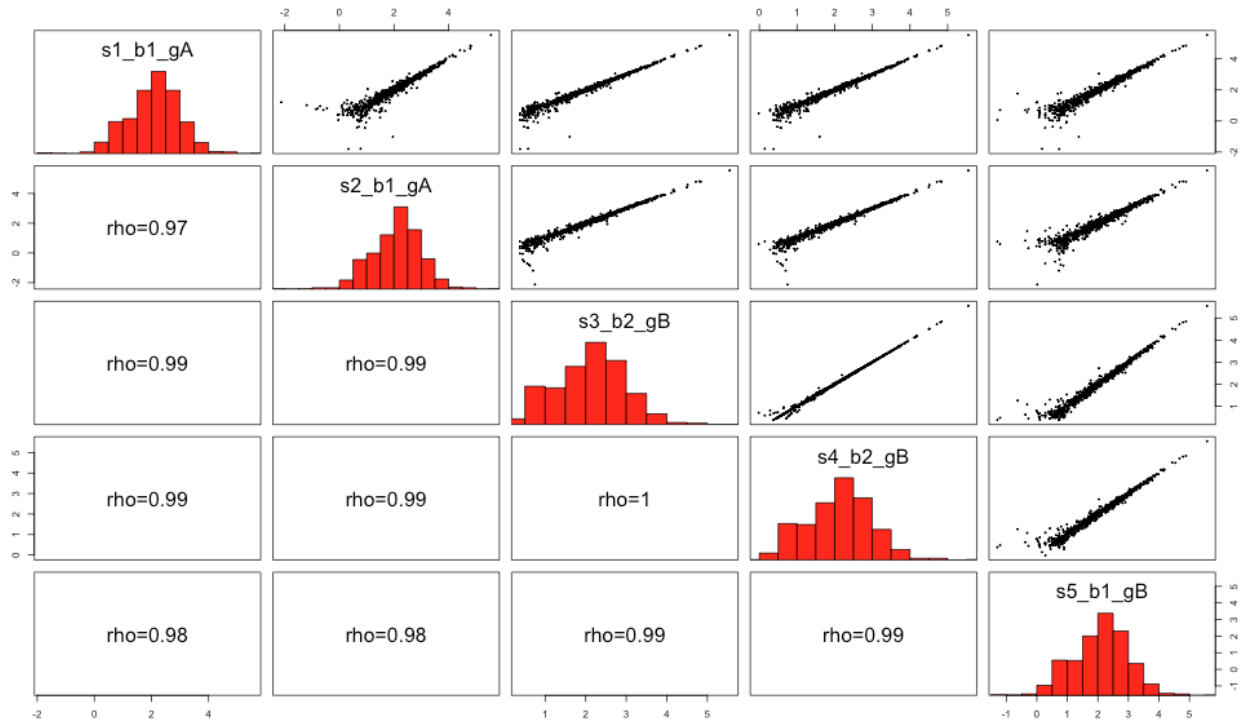 -2 0 2 4
0 1 2 3 4 5
s1_b1_gA
-2 0 2 4
-2 0 2 4
rho=0.97
s2_b1_gA
rho=0.99
rho=0.99
s3_b2_gB
1 2 3 4 5
0 1 2 3 4 5
rho=0.99
rho=0.99
rho=1
s4_b2_gB
rho=0.98
rho=0.98
rho=0.99
rho=0.99
s5_b1_gB
-1 0 1 2 3 4 5
-2 0 2 4
1 2 3 4 5
-1 0 1 2 3 4 5